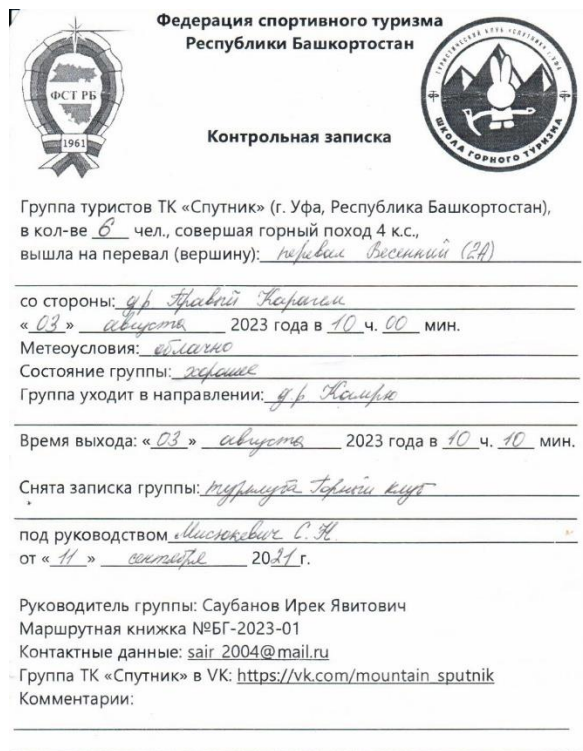 Федерация спортивного туризма
Республики Башкортостан
ФСТ РБ
1961
ТУРИСТИЧЕСКИЙ КЛУБ «СПУТНИК» Г. УФА
ШКОЛА ГОРНОГО ТУРИЗМА
Контрольная записка
Группа туристов ТК «Спутник» (г. Уфа, Республика Башкортостан),
в кол-ве 6 чел., совершая горный поход 4 к.с.,
вышла на перевал (вершину): перевал Весенний (2А)
со стороны: д.р Правый Карагем
«03» августа 2023 года в 10 ч. 00 мин.
Метеоусловия: облачно
Состояние группы: хорошее
Группа уходит в направлении: д.р Камрю
Время выхода: «03» августа 2023 года в 10 ч. 10 мин.
Снята записка группы: турклуба Горный клуб
под руководством Мисюкевич С.Н.
от «11» сентября 2021 г.
Руководитель группы: Саубанов Ирек Явитович
Маршрутная книжка №БГ-2023-01
Контактные данные: sair_2004@mail.ru
Группа ТК «Спутник» в VK: https://vk.com/mountain_sputnik
Комментарии: